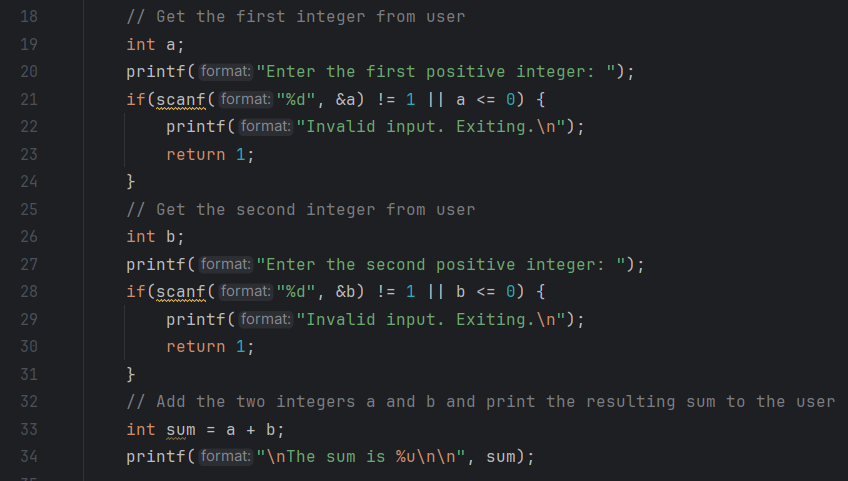 18 // Get the first integer from user
19 int a;
20 printf( format: "Enter the first positive integer: ");
21 if(scanf( format: "%d", &a) != 1 || a <= 0) {
22 printf( format: "Invalid input. Exiting.\n");
23 return 1;
24 }
25 // Get the second integer from user
26 int b;
27 printf( format: "Enter the second positive integer: ");
28 if(scanf( format: "%d", &b) != 1 || b <= 0) {
29 printf( format: "Invalid input. Exiting.\n");
30 return 1;
31 }
32 // Add the two integers a and b and print the resulting sum to the user
33 int sum = a + b;
34 printf( format: "\nThe sum is %u\n\n", sum);